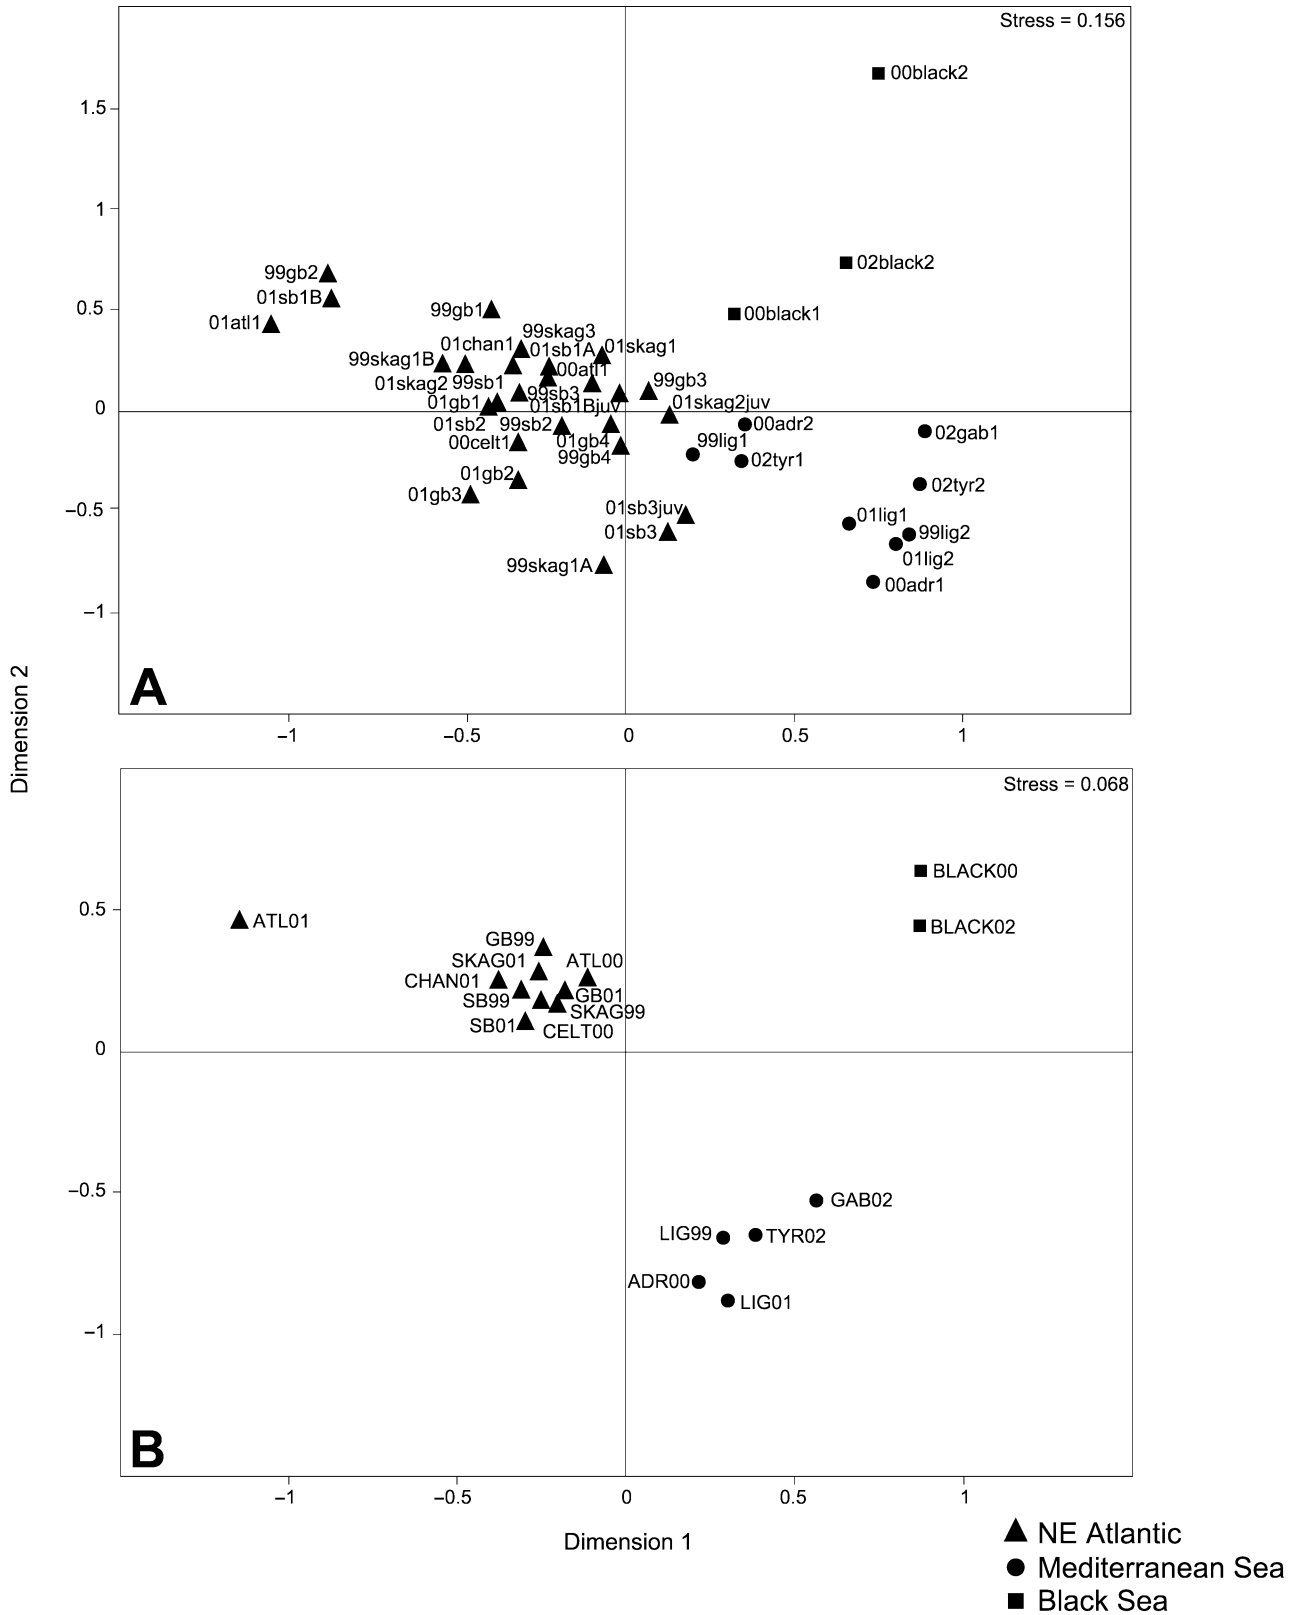 Stress = 0.156
00black2
1.5
1
02black2
99gb2
01sb1B
0.5
99gb1
00black1
01atl1
99skag3
01chan1
01sb1A
01skag1
99skag1B
00atl1
01skag2
99sb1
99gb3
99sb3
01gb1
01sb1Bjuv
01skag2juv
0
01sb2
99sb2
00adr2
02gab1
00celt1
01gb4
99lig1
99gb4
02tyr1
01gb2
02tyr2
01gb3
−0.5
01sb3juv
01lig1
01sb3
99lig2
01lig2
99skag1A
00adr1
−1
A
−1
−0.5
0
0.5
1
Dimension 2
Stress = 0.068
BLACK00
0.5
ATL01
BLACK02
GB99
SKAG01
ATL00
CHAN01
SB99
GB01
SKAG99
SB01
CELT00
0
−0.5
GAB02
LIG99
TYR02
ADR00
LIG01
−1
B
−1
−0.5
0
0.5
1
Dimension 1
NE Atlantic
Mediterranean Sea
Black Sea